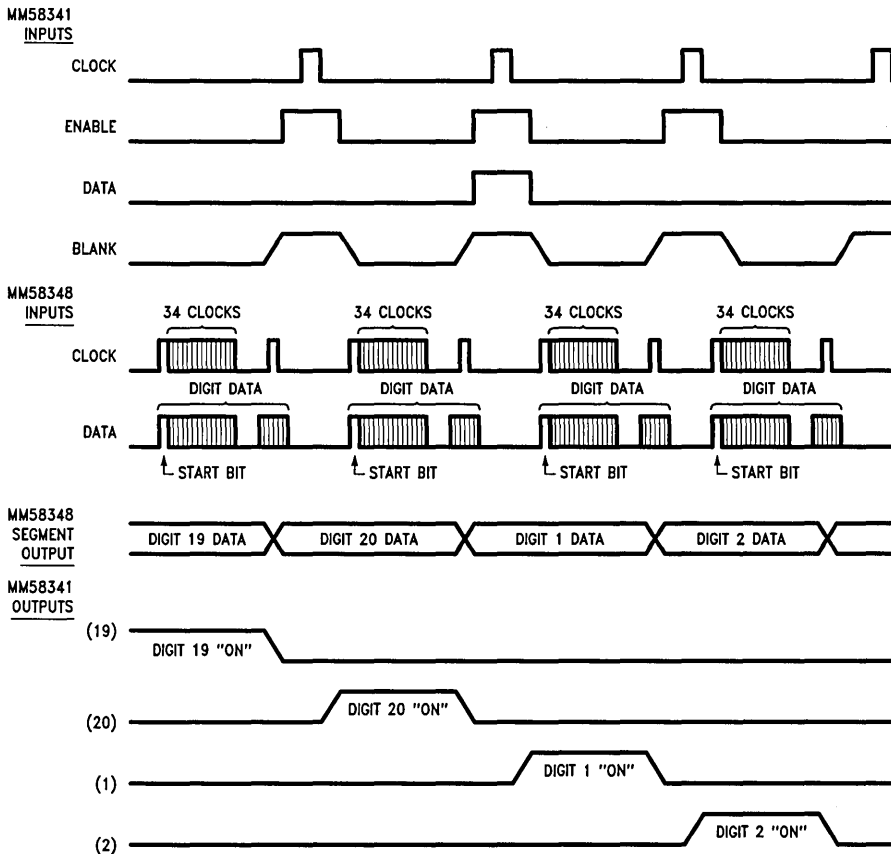 MM58341
INPUTS
CLOCK
ENABLE
DATA
BLANK
MM58348
INPUTS
34 CLOCKS 34 CLOCKS 34 CLOCKS 34 CLOCKS
CLOCK
DIGIT DATA DIGIT DATA DIGIT DATA DIGIT DATA
DATA
START BIT START BIT START BIT START BIT
MM58348
SEGMENT
OUTPUT
DIGIT 19 DATA DIGIT 20 DATA DIGIT 1 DATA DIGIT 2 DATA
MM58341
OUTPUTS
(19)
DIGIT 19 "ON"
(20)
DIGIT 20 "ON"
(1)
DIGIT 1 "ON"
(2)
DIGIT 2 "ON"